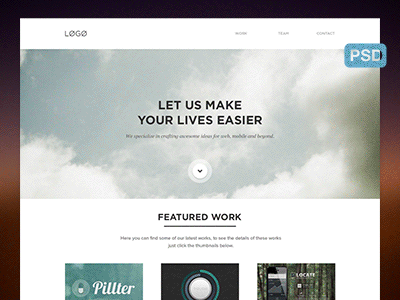 LØGØ
WORK TEAM CONTACT
PSD
LET US MAKE
YOUR LIVES EASIER
We specialize in crafting awesome ideas for web, mobile and beyond.
FEATURED WORK
Here you can find some of our latest works, to see the details of these works
just click the thumbnails below.
Pillter
LOCATE